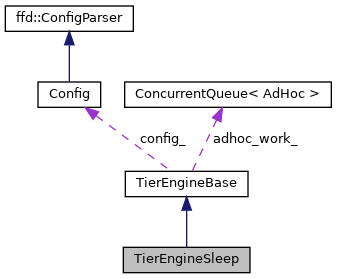 ffd::ConfigParser
Config
ConcurrentQueue< AdHoc >
config_
adhoc_work_
TierEngineBase
TierEngineSleep